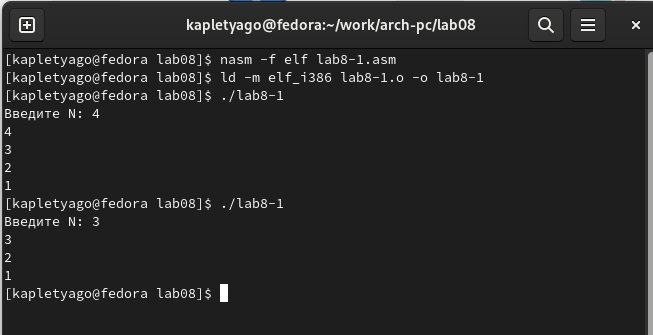 kapletyago@fedora:~/work/arch-pc/lab08
[kapletyago@fedora lab08]$ nasm -f elf lab8-1.asm
[kapletyago@fedora lab08]$ ld -m elf_i386 lab8-1.o -o lab8-1
[kapletyago@fedora lab08]$ ./lab8-1
Введите N: 4
4
3
2
1
[kapletyago@fedora lab08]$ ./lab8-1
Введите N: 3
3
2
1
[kapletyago@fedora lab08]$